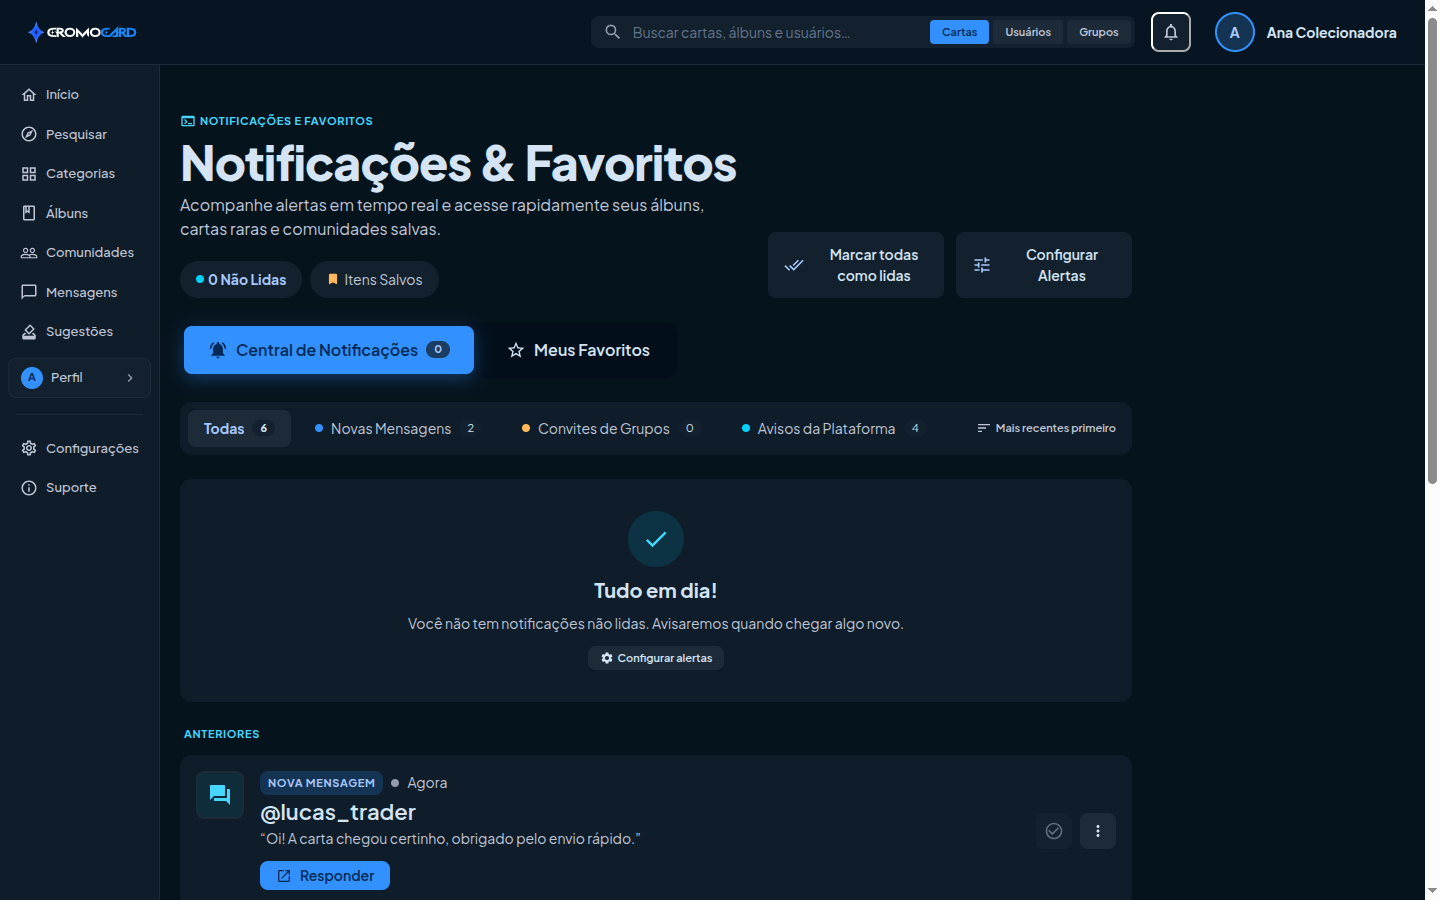 CROMOCARD
Buscar cartas, álbuns e usuários...
Cartas
Usuários
Grupos
A
Ana Colecionadora
Início
Pesquisar
Categorias
Álbuns
Comunidades
Mensagens
Sugestões
A Perfil
Configurações
Suporte
NOTIFICAÇÕES E FAVORITOS
Notificações & Favoritos
Acompanhe alertas em tempo real e acesse rapidamente seus álbuns,
cartas raras e comunidades salvas.
0 Não Lidas
Itens Salvos
Marcar todas
como lidas
Configurar
Alertas
Central de Notificações 0
Meus Favoritos
Todas 6
Novas Mensagens 2
Convites de Grupos 0
Avisos da Plataforma 4
Mais recentes primeiro
Tudo em dia!
Você não tem notificações não lidas. Avisaremos quando chegar algo novo.
Configurar alertas
ANTERIORES
NOVA MENSAGEM
Agora
@lucas_trader
“Oi! A carta chegou certinho, obrigado pelo envio rápido.”
Responder